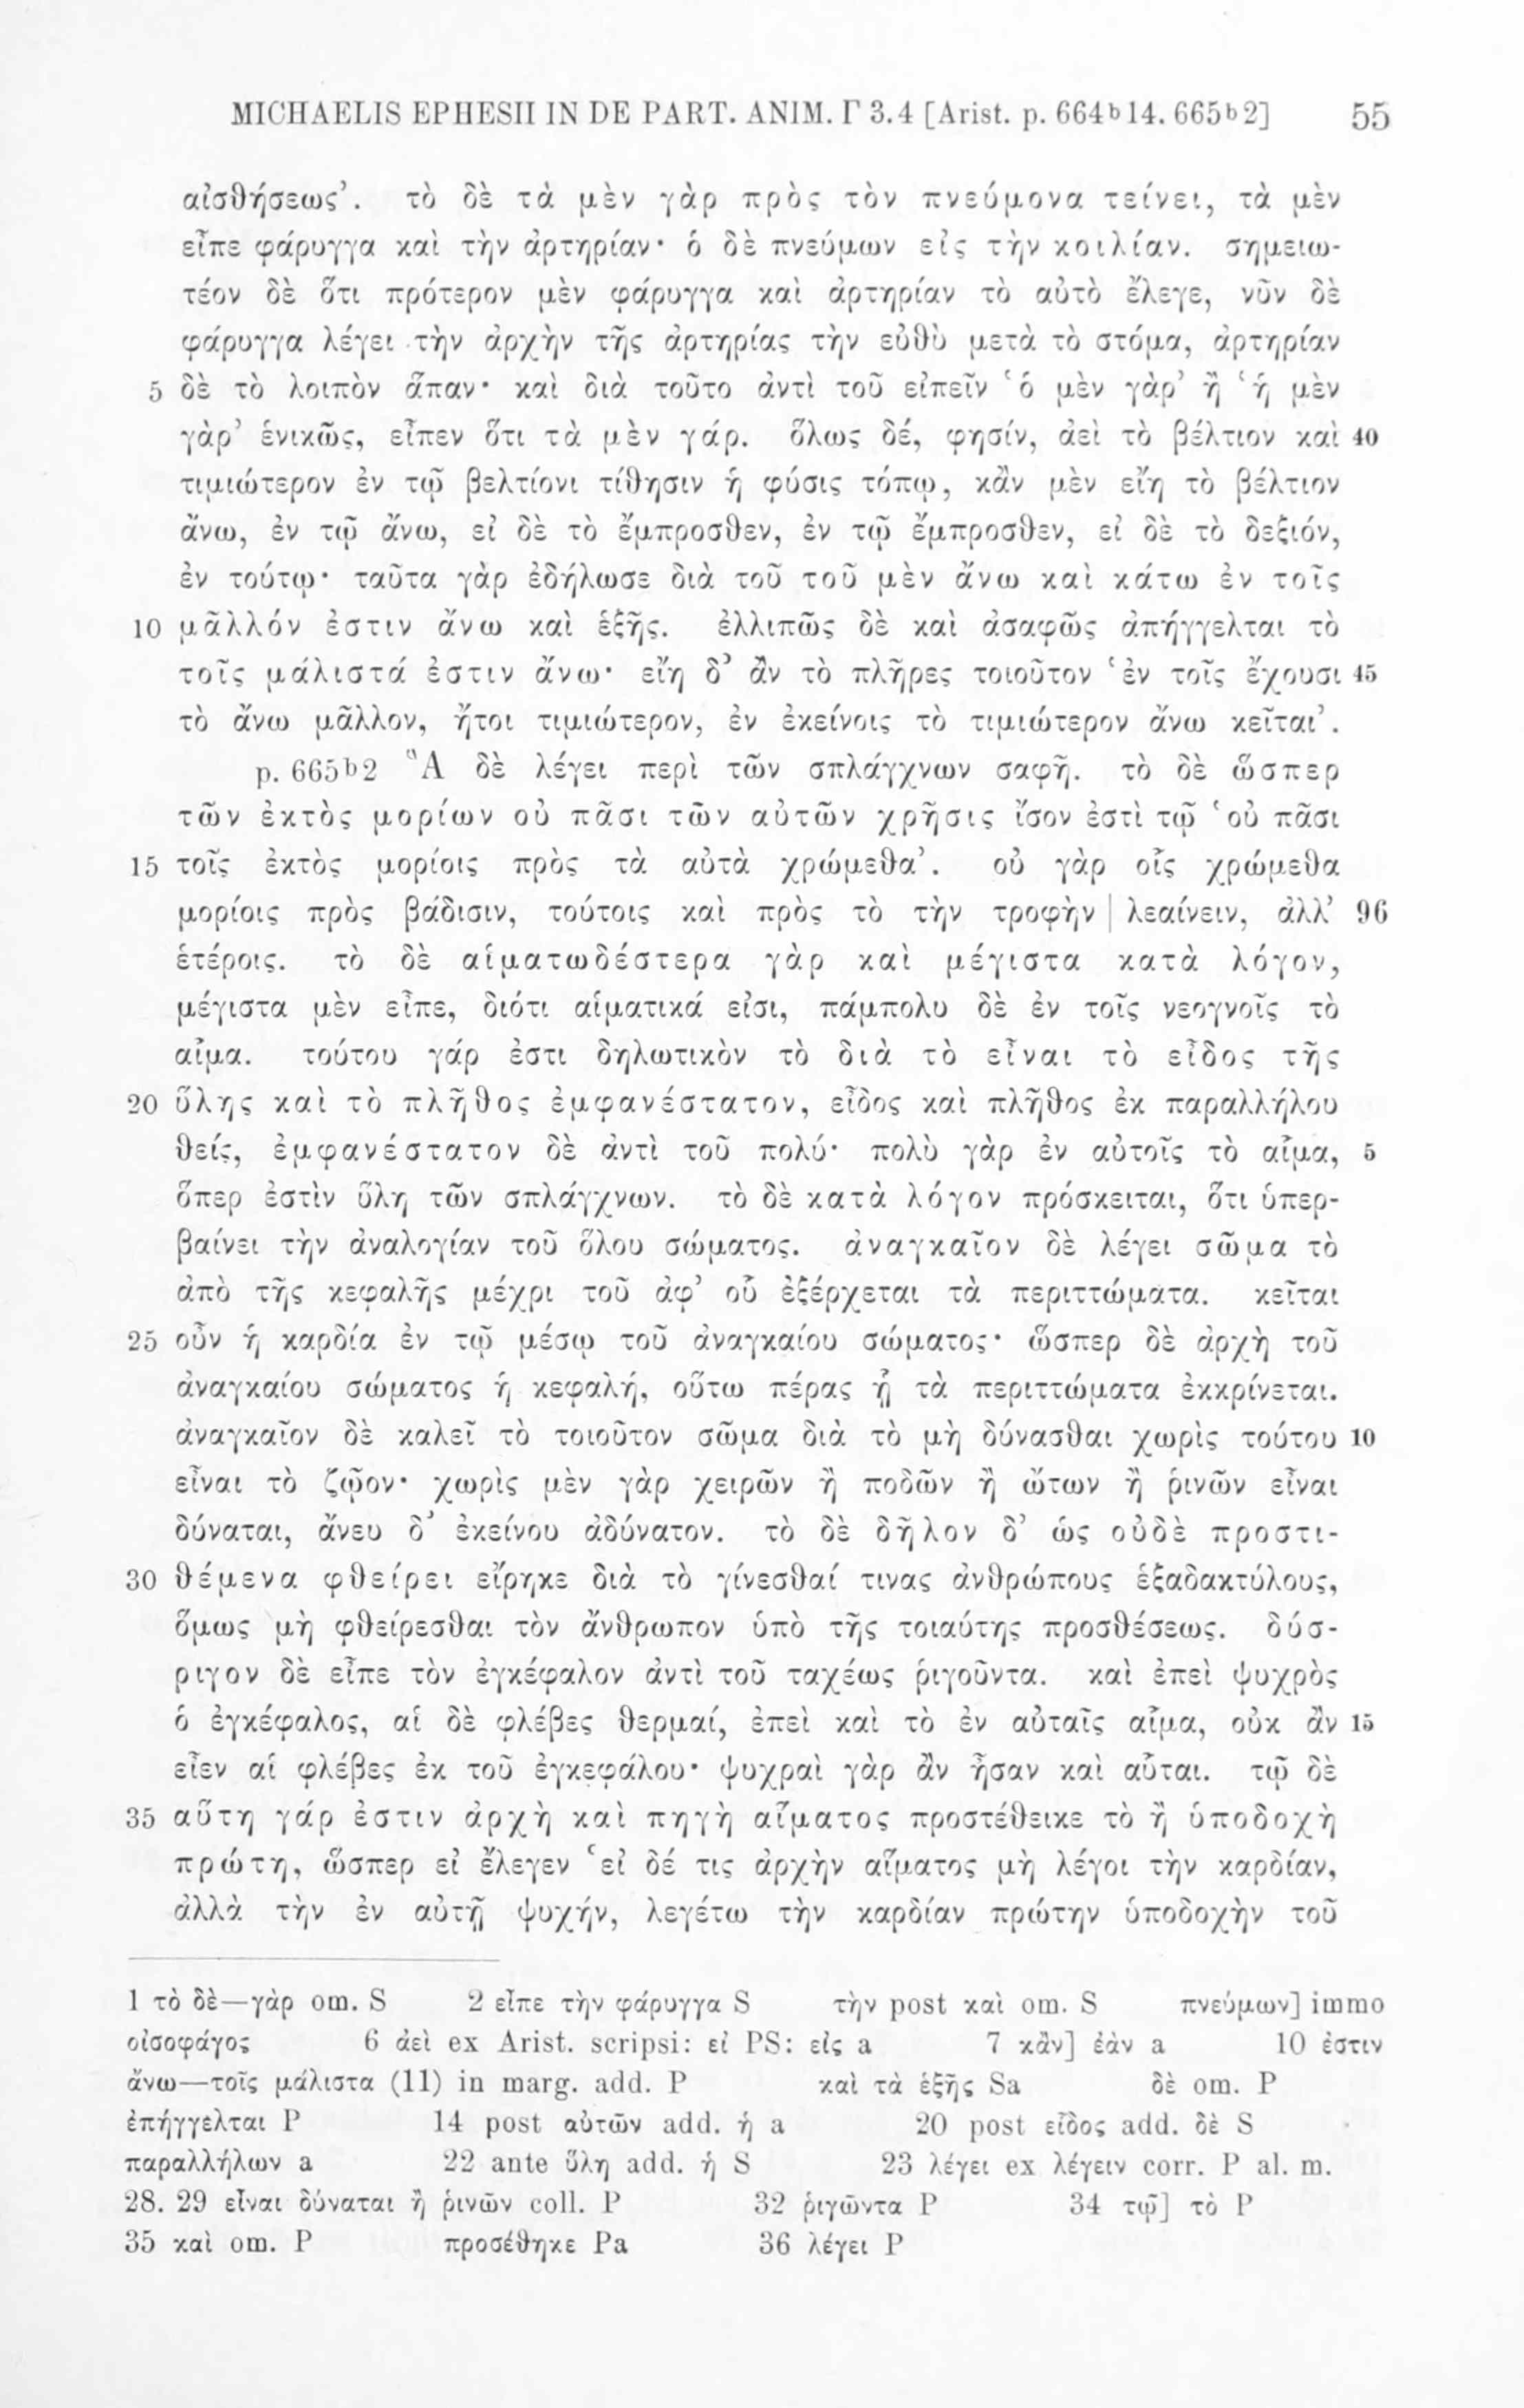 MICHAELIS EPHESII IN DE PART. ANIM. Γ 3.4 [Arist. p. 664b14. 665b2] 55
αἰσθήσεως’. τὸ δὲ τὰ μὲν γὰρ πρὸς τὸν πνεύμονα τείνει, τὰ μὲν
εἶπε φάρυγγα καὶ τὴν ἀρτηρίαν· ὁ δὲ πνεύμων εἰς τὴν κοιλίαν. σημειω-
τέον δὲ ὅτι πρότερον μὲν φάρυγγα καὶ ἀρτηρίαν τὸ αὐτὸ ἔλεγε, νῦν δὲ
φάρυγγα λέγει τὴν ἀρχὴν τῆς ἀρτηρίας τὴν εὐθὺ μετὰ τὸ στόμα, ἀρτηρίαν
5 δὲ τὸ λοιπὸν ἅπαν· καὶ διὰ τοῦτο ἀντὶ τοῦ εἰπεῖν ‘ὁ μὲν γὰρ’ ἢ ‘ἡ μὲν
γὰρ’ ἑνικῶς, εἶπεν ὅτι τὰ μὲν γάρ. ὅλως δέ, φησίν, ἀεὶ τὸ βέλτιον καὶ 40
τιμιώτερον ἐν τῷ βελτίονι τίθησιν ἡ φύσις τόπῳ, κἂν μὲν εἴη τὸ βέλτιον
ἄνω, ἐν τῷ ἄνω, εἰ δὲ τὸ ἔμπροσθεν, ἐν τῷ ἔμπροσθεν, εἰ δὲ τὸ δεξιόν,
ἐν τούτῳ· ταῦτα γὰρ ἐδήλωσε διὰ τοῦ τοῦ μὲν ἄνω καὶ κάτω ἐν τοῖς
10 μᾶλλόν ἐστιν ἄνω καὶ ἑξῆς. ἐλλιπῶς δὲ καὶ ἀσαφῶς ἀπήγγελται τὸ
τοῖς μάλιστά ἐστιν ἄνω· εἴη δ’ ἂν τὸ πλῆρες τοιοῦτον ‘ἐν τοῖς ἔχουσι 45
τὸ ἄνω μᾶλλον, ἤτοι τιμιώτερον, ἐν ἐκείνοις τὸ τιμιώτερον ἄνω κεῖται’.
p. 665b2 Ἃ δὲ λέγει περὶ τῶν σπλάγχνων σαφῆ. τὸ δὲ ὥσπερ
τῶν ἐκτὸς μορίων οὐ πᾶσι τῶν αὐτῶν χρῆσις ἴσον ἐστὶ τῷ ‘οὐ πᾶσι
15 τοῖς ἐκτὸς μορίοις πρὸς τὰ αὐτὰ χρώμεθα’. οὐ γὰρ οἷς χρώμεθα
μορίοις πρὸς βάδισιν, τούτοις καὶ πρὸς τὸ τὴν τροφὴν | λεαίνειν, ἀλλ’ 96
ἑτέροις. τὸ δὲ αἱματωδέστερα γὰρ καὶ μέγιστα κατὰ λόγον,
μέγιστα μὲν εἶπε, διότι αἱματικά εἰσι, πάμπολυ δὲ ἐν τοῖς νεογνοῖς τὸ
αἷμα. τούτου γάρ ἐστι δηλωτικὸν τὸ διὰ τὸ εἶναι τὸ εἶδος τῆς
20 ὕλης καὶ τὸ πλῆθος ἐμφανέστατον, εἶδος καὶ πλῆθος ἐκ παραλλήλου
θείς, ἐμφανέστατον δὲ ἀντὶ τοῦ πολύ· πολὺ γὰρ ἐν αὐτοῖς τὸ αἷμα, 5
ὅπερ ἐστὶν ὕλη τῶν σπλάγχνων. τὸ δὲ κατὰ λόγον πρόσκειται, ὅτι ὑπερ-
βαίνει τὴν ἀναλογίαν τοῦ ὅλου σώματος. ἀναγκαῖον δὲ λέγει σῶμα τὸ
ἀπὸ τῆς κεφαλῆς μέχρι τοῦ ἀφ’ οὗ ἐξέρχεται τὰ περιττώματα. κεῖται
25 οὖν ἡ καρδία ἐν τῷ μέσῳ τοῦ ἀναγκαίου σώματος· ὥσπερ δὲ ἀρχὴ τοῦ
ἀναγκαίου σώματος ἡ κεφαλή, οὕτω πέρας ᾗ τὰ περιττώματα ἐκκρίνεται.
ἀναγκαῖον δὲ καλεῖ τὸ τοιοῦτον σῶμα διὰ τὸ μὴ δύνασθαι χωρὶς τούτου 10
εἶναι τὸ ζῷον· χωρὶς μὲν γὰρ χειρῶν ἢ ποδῶν ἢ ὤτων ἢ ῥινῶν εἶναι
δύναται, ἄνευ δ’ ἐκείνου ἀδύνατον. τὸ δὲ δῆλον δ’ ὡς οὐδὲ προστι-
30 θέμενα φθείρει εἴρηκε διὰ τὸ γίνεσθαί τινας ἀνθρώπους ἑξαδακτύλους,
ὅμως μὴ φθείρεσθαι τὸν ἄνθρωπον ὑπὸ τῆς τοιαύτης προσθέσεως. δύσ-
ριγον δὲ εἶπε τὸν ἐγκέφαλον ἀντὶ τοῦ ταχέως ῥιγοῦντα. καὶ ἐπεὶ ψυχρὸς
ὁ ἐγκέφαλος, αἱ δὲ φλέβες θερμαί, ἐπεὶ καὶ τὸ ἐν αὐταῖς αἷμα, οὐκ ἂν 15
εἶεν αἱ φλέβες ἐκ τοῦ ἐγκεφάλου· ψυχραὶ γὰρ ἂν ἦσαν καὶ αὗται. τῷ δὲ
35 αὕτη γάρ ἐστιν ἀρχὴ καὶ πηγὴ αἵματος προστέθεικε τὸ ἢ ὑποδοχὴ
πρώτη, ὥσπερ εἰ ἔλεγεν ‘εἰ δέ τις ἀρχὴν αἵματος μὴ λέγοι τὴν καρδίαν,
ἀλλὰ τὴν ἐν αὐτῇ ψυχήν, λεγέτω τὴν καρδίαν πρώτην ὑποδοχὴν τοῦ
1 τὸ δὲ—γὰρ om. S 2 εἶπε τὴν φάρυγγα S τὴν post καὶ om. S πνεύμων] immo
οἰσοφάγος 6 ἀεὶ ex Arist. scripsi: εἰ PS: εἰς a 7 κἂν] ἐὰν a 10 ἐστιν
ἄνω—τοῖς μάλιστα (11) in marg. add. P καὶ τὰ ἑξῆς Sa δὲ om. P
ἐπήγγελται P 14 post αὐτῶν add. ἡ a 20 post εἶδος add. δὲ S
παραλλήλων a 22 ante ὕλη add. ἡ S 23 λέγει ex λέγειν corr. P al. m.
28. 29 εἶναι δύναται ἢ ῥινῶν coll. P 32 ῥιγῶντα P 34 τῷ] τὸ P
35 καὶ om. P προσέθηκε Pa 36 λέγει P